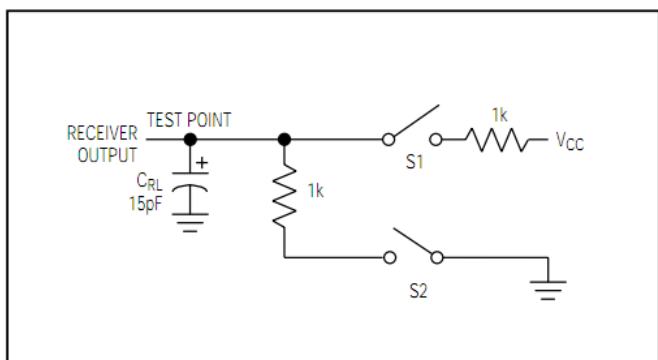 TEST POINT
RECEIVER
OUTPUT
+
CRL
15pF
1k
S1
1k
VCC
S2